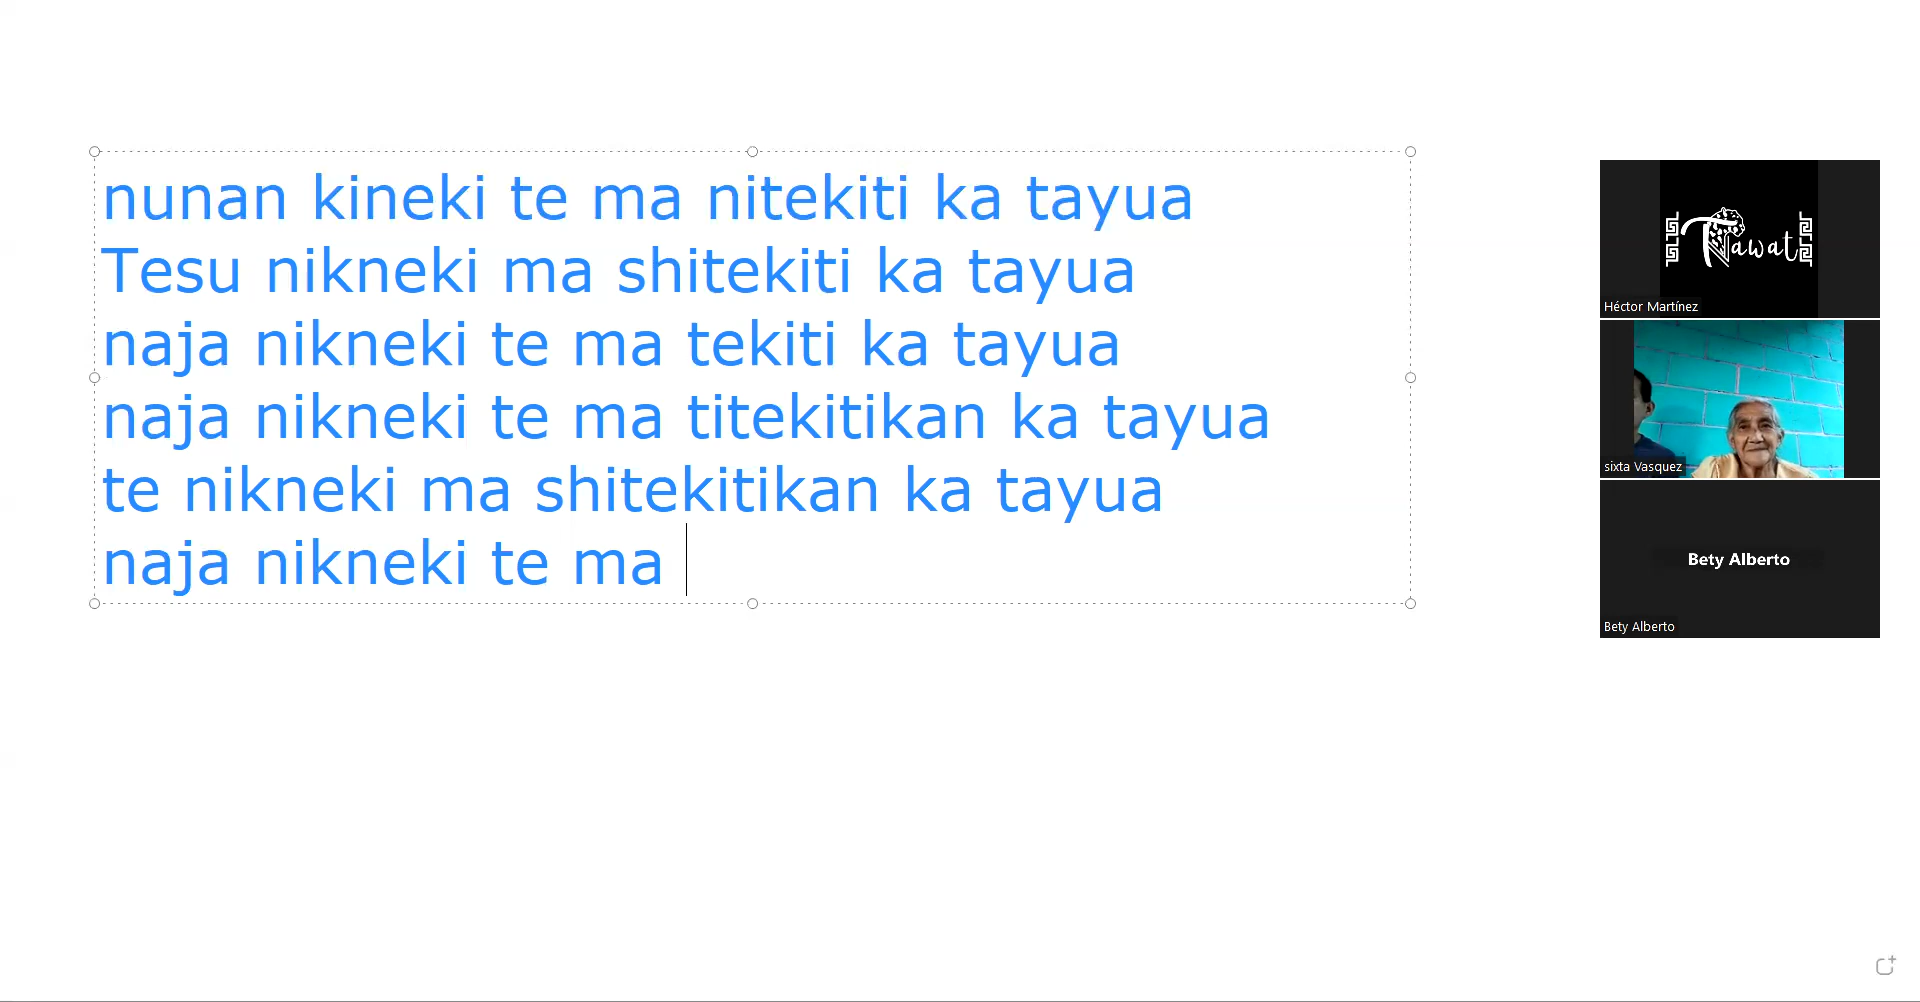 nunan kineki te ma nitekiti ka tayua
Tesu nikneki ma shitekiti ka tayua
naja nikneki te ma tekiti ka tayua
naja nikneki te ma titekitikan ka tayua
te nikneki ma shitekitikan ka tayua
naja nikneki te ma
Nawat
Héctor Martínez
sixta Vasquez
Bety Alberto
Bety Alberto